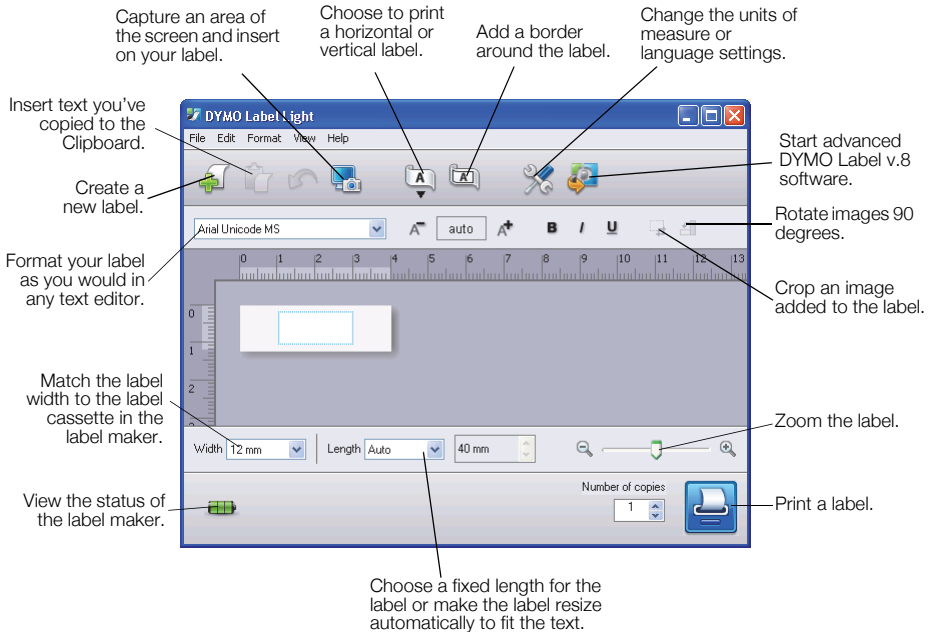 Capture an area of
the screen and insert
on your label.
Choose to print
a horizontal or
vertical label.
Add a border
around the label.
Change the units of
measure or
language settings.
Insert text you've
copied to the
Clipboard.
Create a
new label.
Format your label
as you would in
any text editor.
Match the label
width to the label
cassette in the
label maker.
View the status of
the label maker.
DYMO Label Light
File Edit Format View Help
A A
Arial Unicode MS A auto A B I U
0 1 2 3 4 5 6 7 8 9 10 11 12 13
0
1
2
Width 12 mm Length Auto 40 mm
Number of copies
1
Start advanced
DYMO Label v.8
software.
Rotate images 90
degrees.
Crop an image
added to the label.
Zoom the label.
Print a label.
Choose a fixed length for the
label or make the label resize
automatically to fit the text.